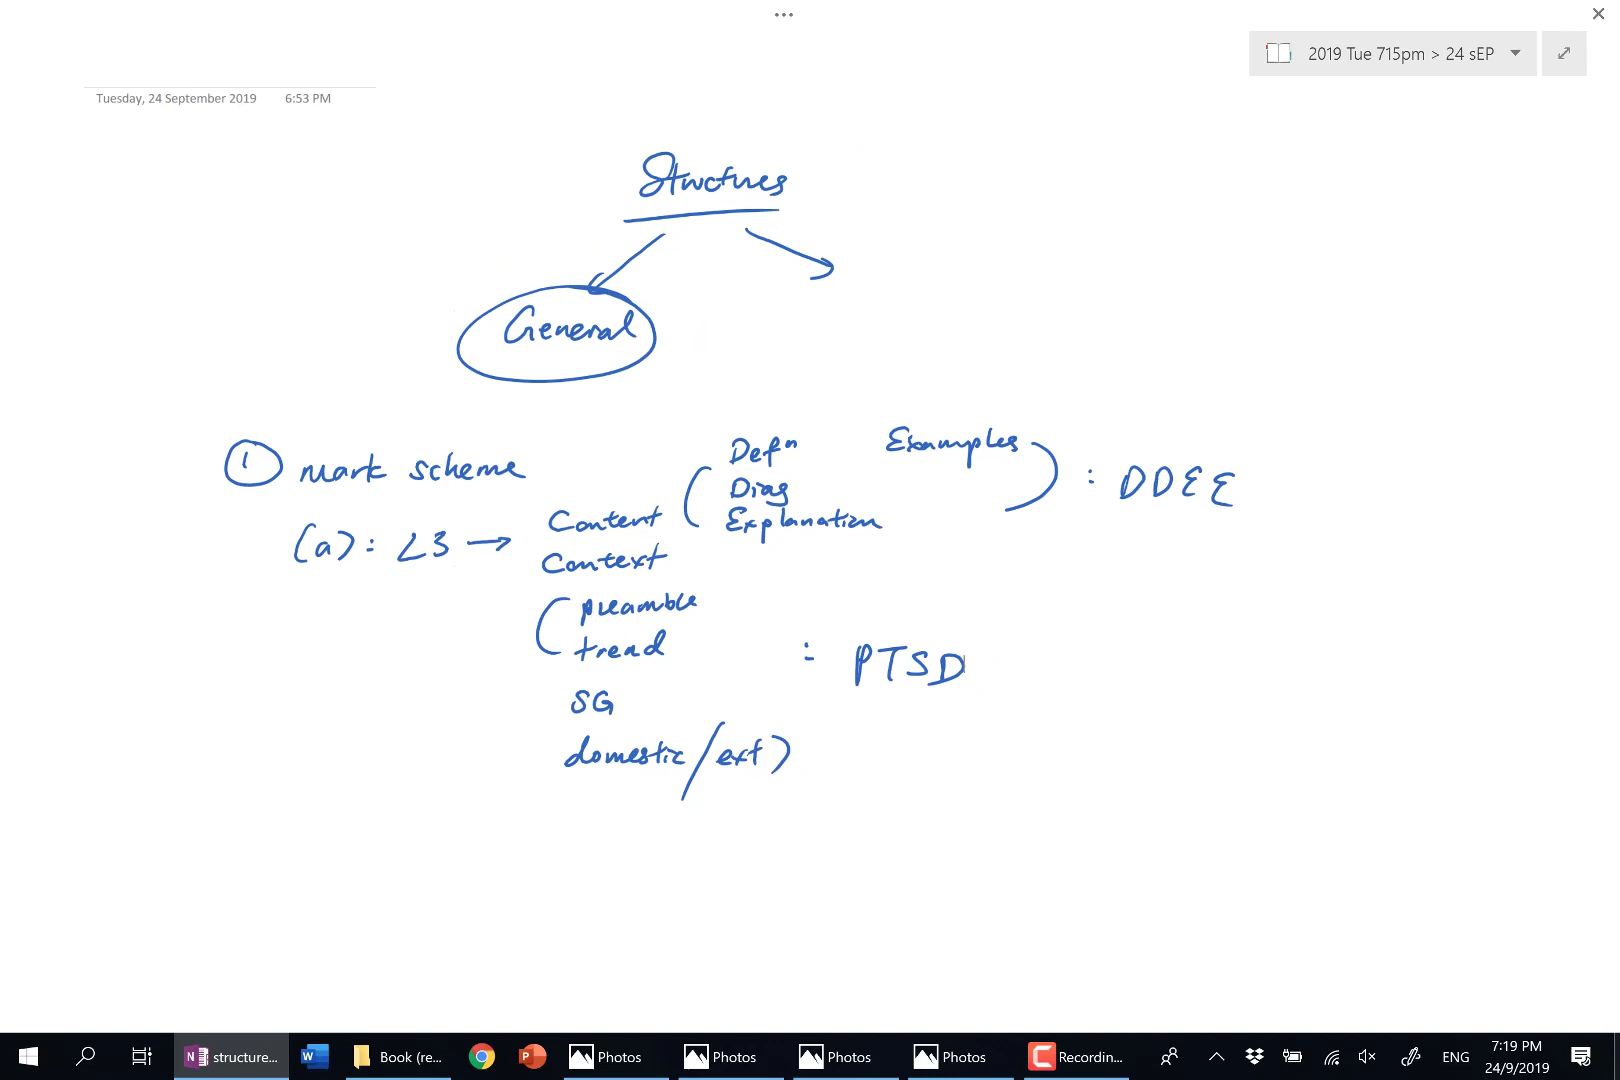 2019 Tue 715pm > 24 sEP
Tuesday, 24 September 2019 6:53 PM
Structures
General
① mark scheme
Defⁿ Examples
Diag
Explanation
: DDEE
(a): L3 → Content
Context
(preamble
trend
SG
domestic/ext)
: PTSD
structure...
Book (re...
Photos
Photos
Photos
Photos
Recordin...
ENG
7:19 PM
24/9/2019